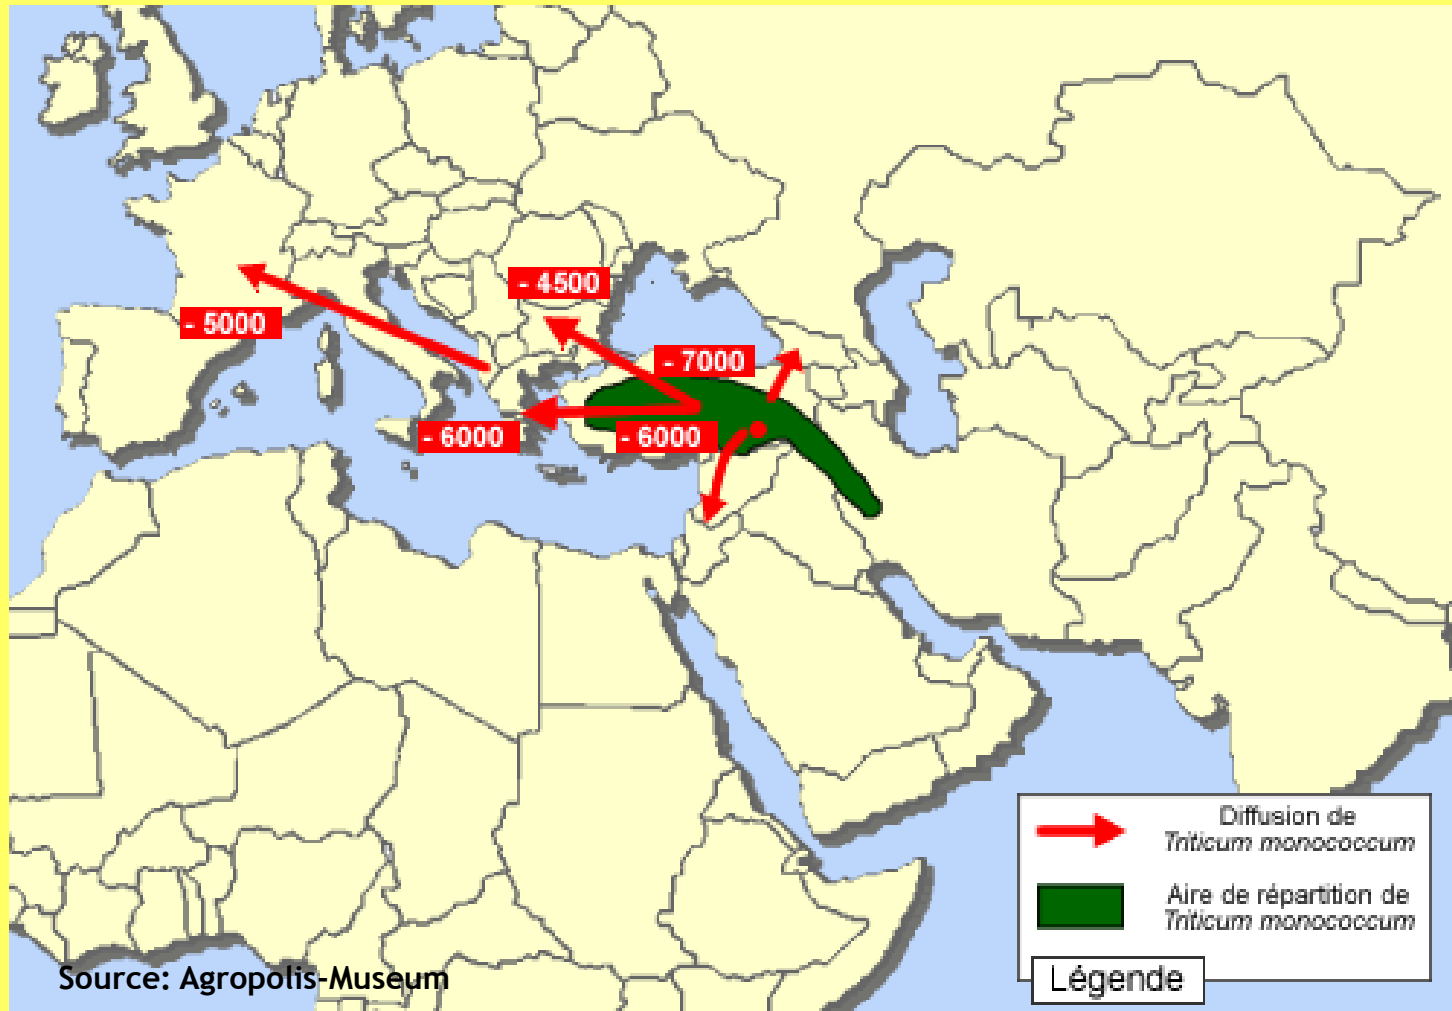 - 4500
- 5000
- 7000
- 6000
- 6000
Diffusion de
Triticum monococcum
Aire de répartition de
Triticum monococcum
Légende
Source: Agropolis-Museum